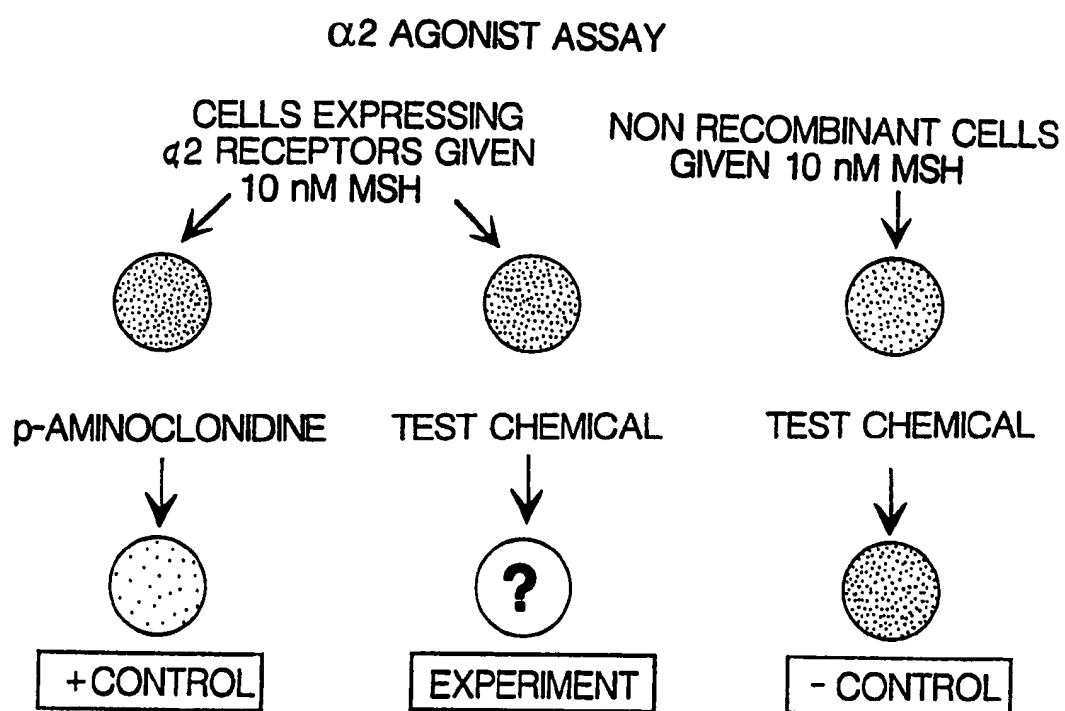 α2 AGONIST ASSAY
CELLS EXPRESSING
α2 RECEPTORS GIVEN
10 nM MSH
NON RECOMBINANT CELLS
GIVEN 10 nM MSH
p-AMINOCLONIDINE
TEST CHEMICAL
TEST CHEMICAL
?
+CONTROL
EXPERIMENT
- CONTROL